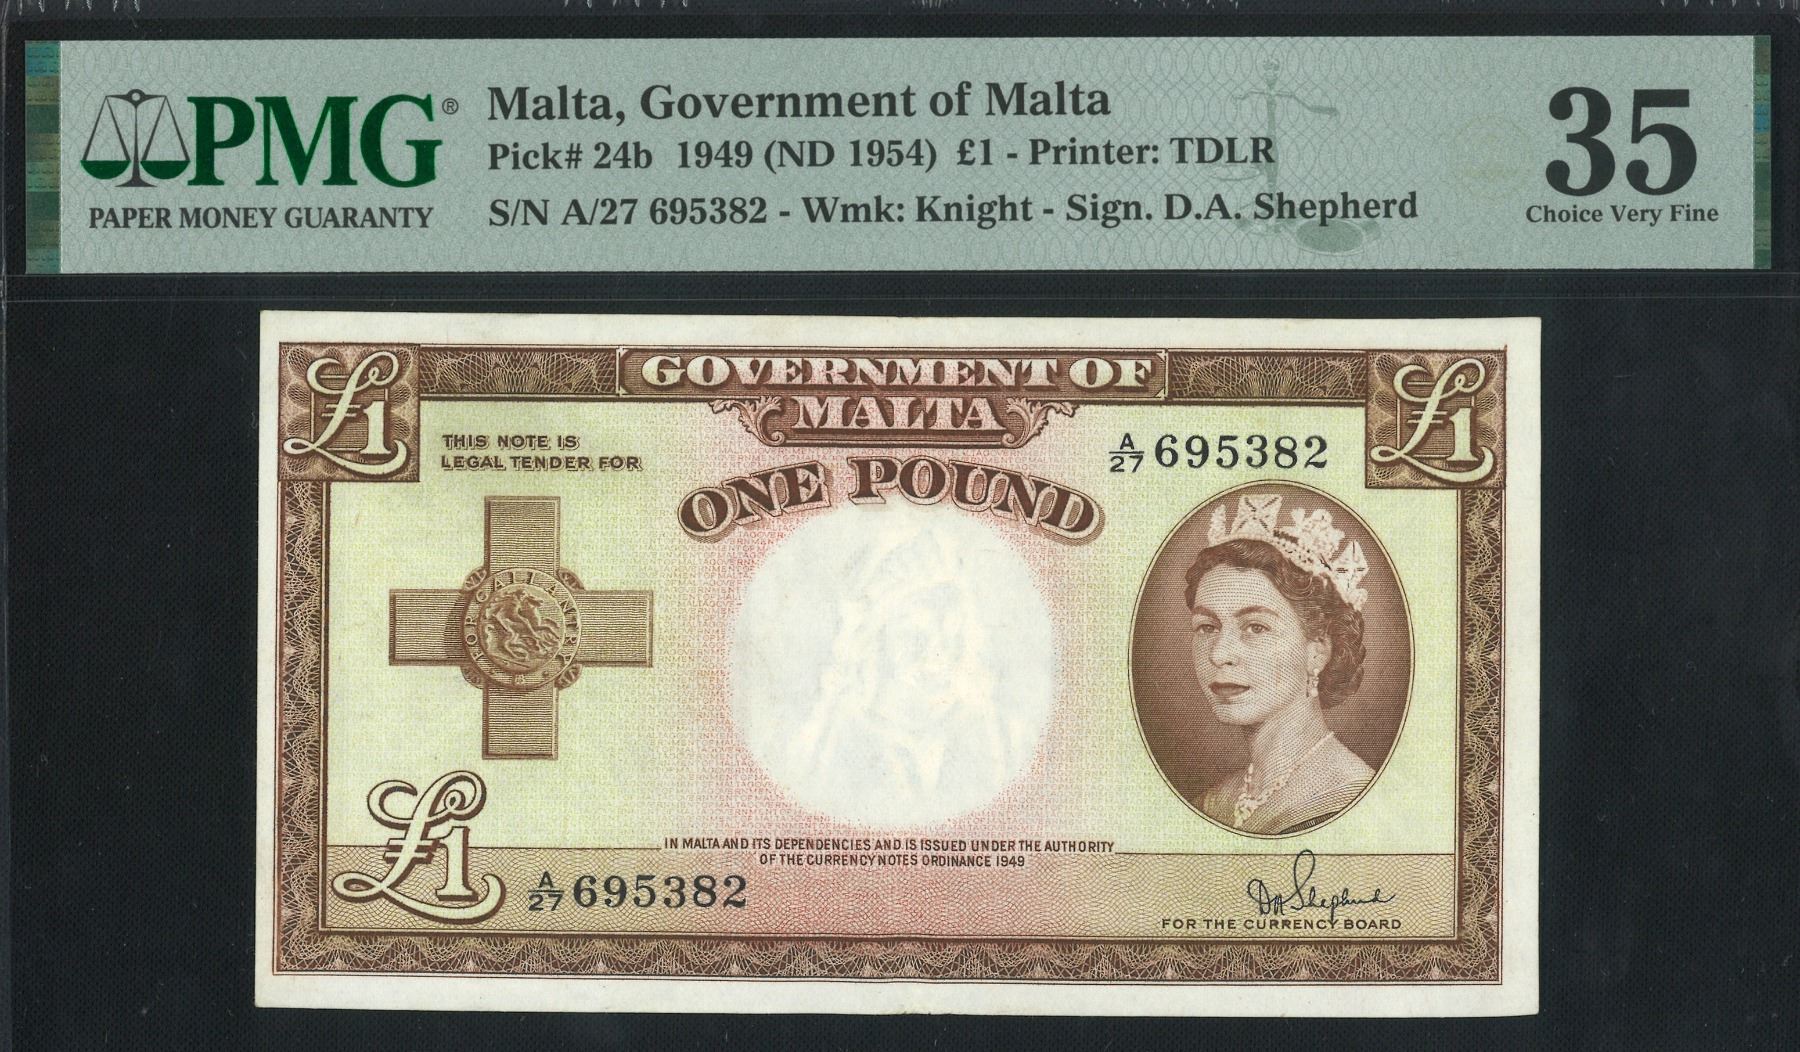 PMG®
PAPER MONEY GUARANTY
Malta, Government of Malta
Pick# 24b 1949 (ND 1954) £1 - Printer: TDLR
S/N A/27 695382 - Wmk: Knight - Sign. D.A. Shepherd
35
Choice Very Fine
£1
GOVERNMENT OF
MALTA
£1
THIS NOTE IS
LEGAL TENDER FOR
A/27 695382
ONE POUND
FOR GALLANTRY
£1
IN MALTA AND ITS DEPENDENCIES AND IS ISSUED UNDER THE AUTHORITY
OF THE CURRENCY NOTES ORDINANCE 1949
A/27 695382
DA Shepherd
FOR THE CURRENCY BOARD